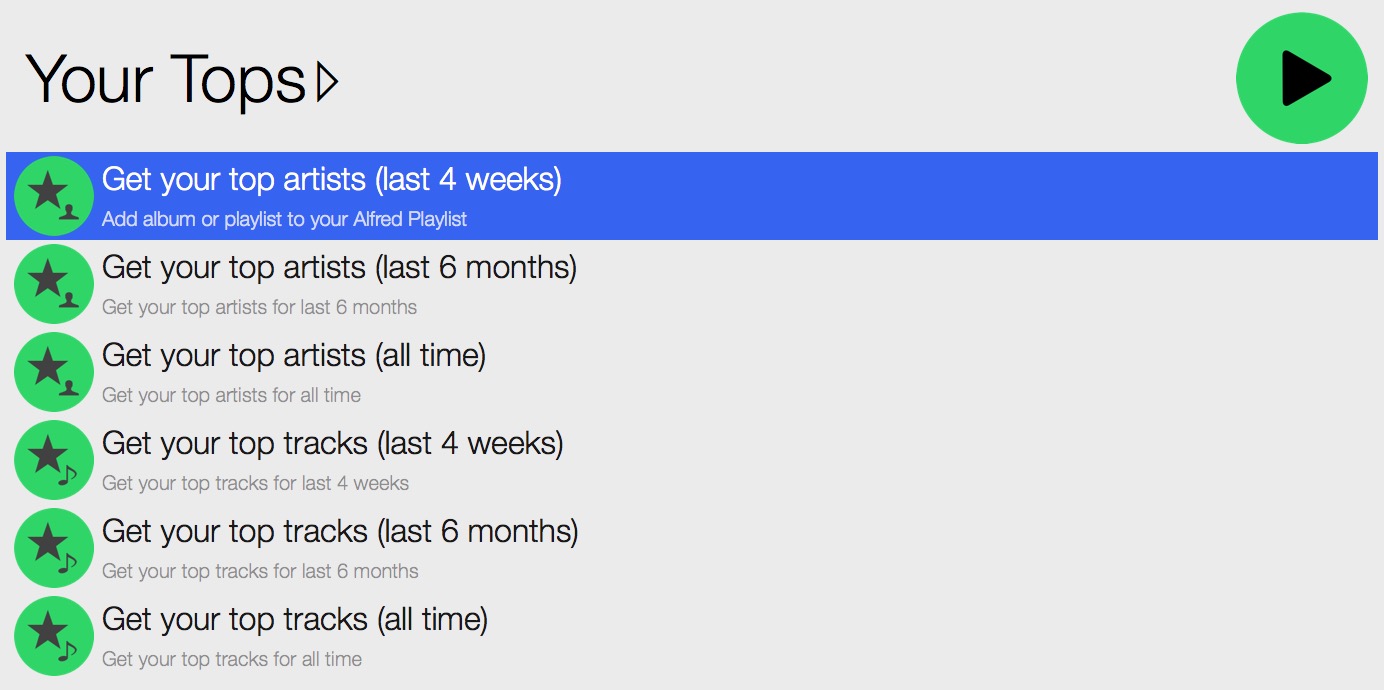 Your Tops▷
Get your top artists (last 4 weeks)
Add album or playlist to your Alfred Playlist
Get your top artists (last 6 months)
Get your top artists for last 6 months
Get your top artists (all time)
Get your top artists for all time
Get your top tracks (last 4 weeks)
Get your top tracks for last 4 weeks
Get your top tracks (last 6 months)
Get your top tracks for last 6 months
Get your top tracks (all time)
Get your top tracks for all time